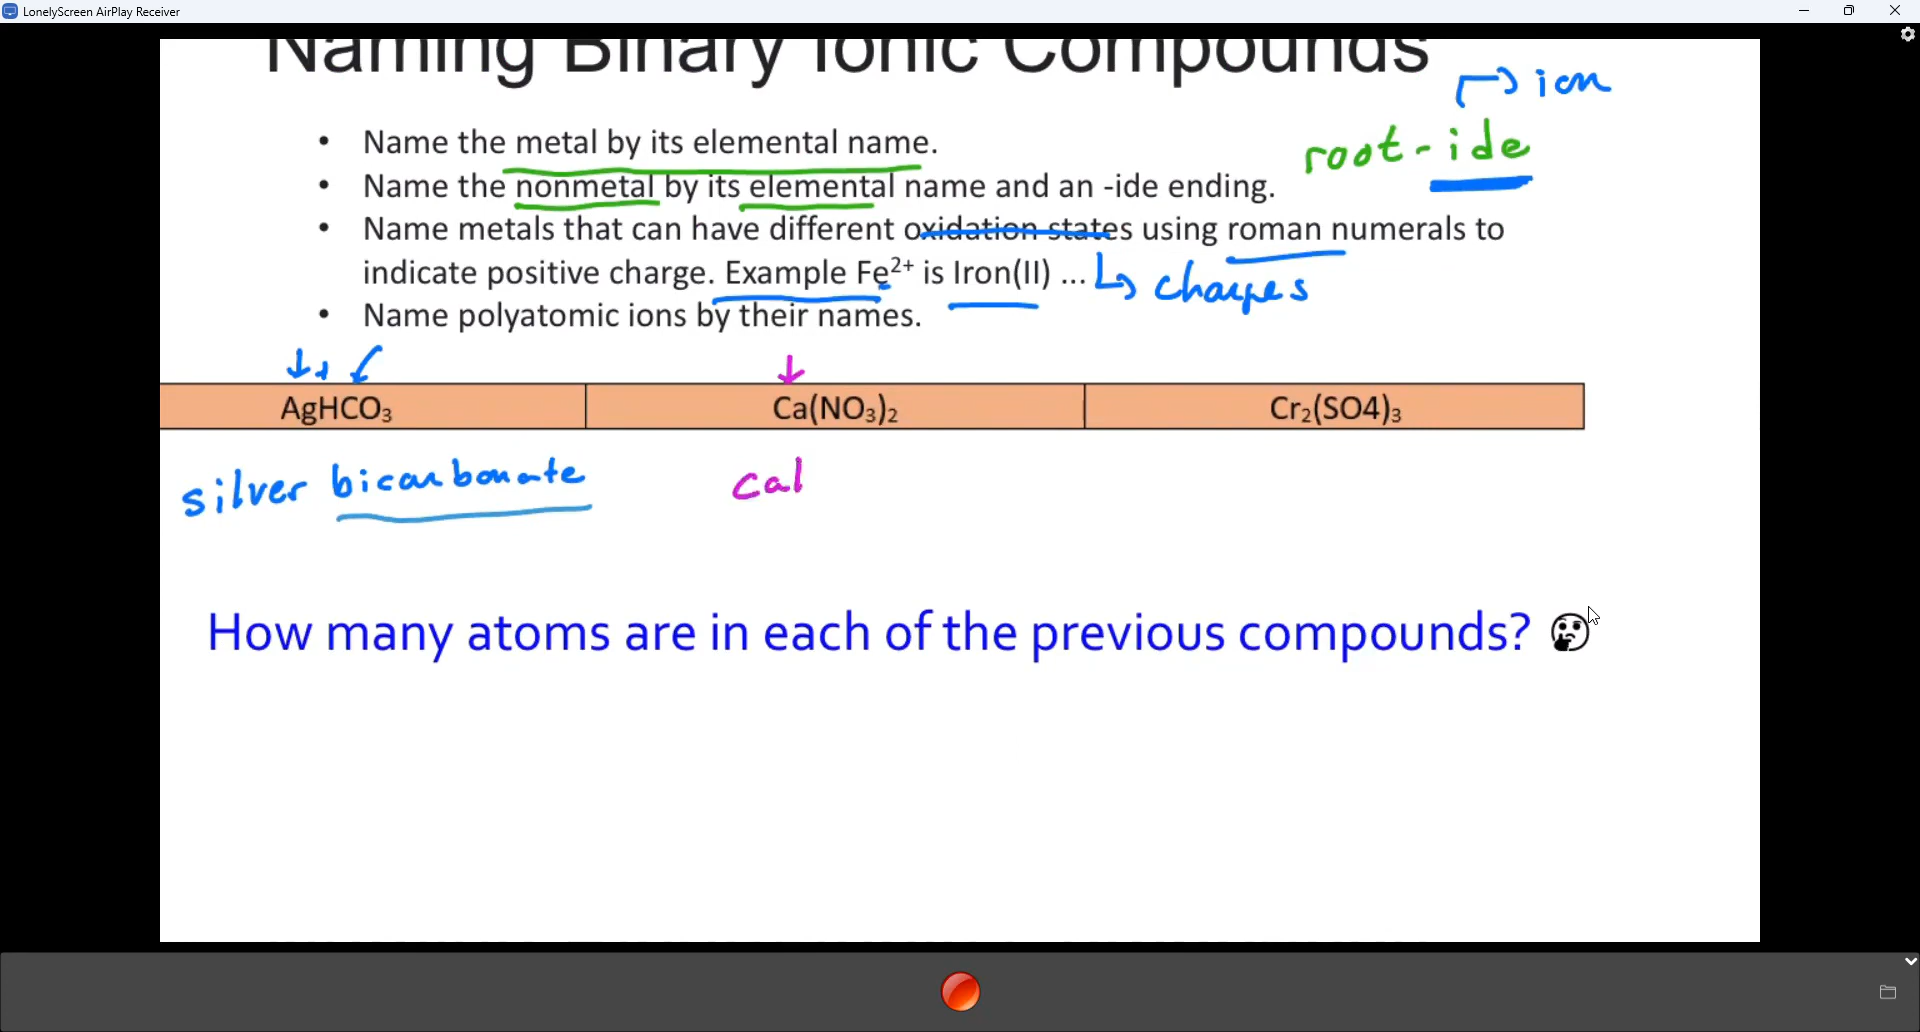 LonelyScreen AirPlay Receiver
Naming Binary Ionic Compounds
ion
• Name the metal by its elemental name.
root-ide
• Name the nonmetal by its elemental name and an -ide ending.
• Name metals that can have different oxidation states using roman numerals to
indicate positive charge. Example Fe²⁺ is Iron(II) ...
charges
• Name polyatomic ions by their names.
AgHCO₃ Ca(NO₃)₂ Cr₂(SO4)₃
silver bicarbonate cal
How many atoms are in each of the previous compounds? 🤔